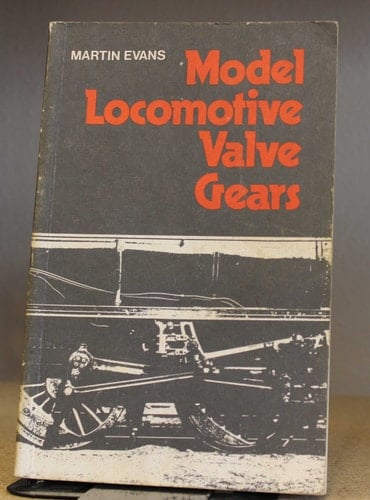 MARTIN EVANS
Model
Locomotive
Valve
Gears